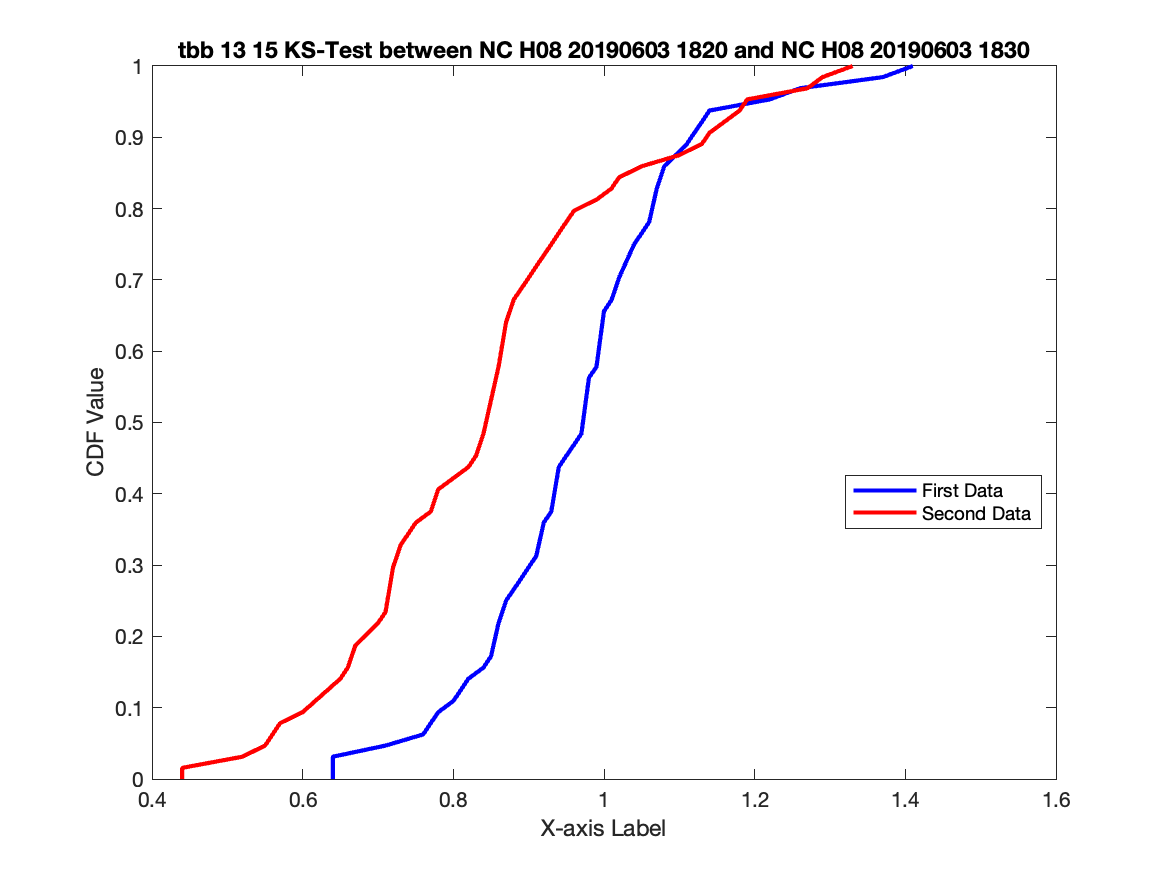 tbb 13 15 KS-Test between NC H08 20190603 1820 and NC H08 20190603 1830
1
0.9
0.8
0.7
0.6
0.5
0.4
0.3
0.2
0.1
0
CDF Value
First Data
Second Data
0.4 0.6 0.8 1 1.2 1.4 1.6
X-axis Label